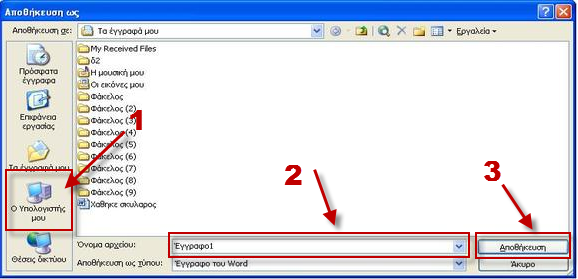 Αποθήκευση ως
Αποθήκευση σε: Τα έγγραφά μου Εργαλεία
Πρόσφατα έγγραφα
Επιφάνεια εργασίας
Τα έγγραφά μου
Ο Υπολογιστής μου
Θέσεις δικτύου
My Received Files
δ2
Η μουσική μου
Οι εικόνες μου
Φάκελος
Φάκελος (2)
Φάκελος (3)
Φάκελος (4)
Φάκελος (5)
Φάκελος (6)
Φάκελος (7)
Φάκελος (8)
Φάκελος (9)
Χαθηκε σκυλαρος
1
2
3
Όνομα αρχείου: Έγγραφο1 Αποθήκευση
Αποθήκευση ως τύπου: Έγγραφο του Word Άκυρο